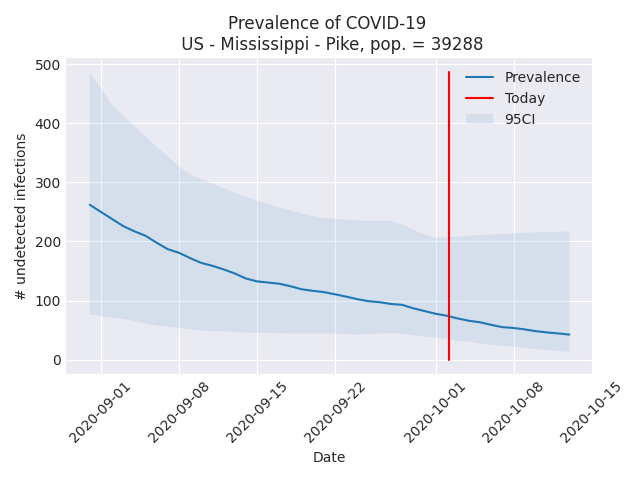 Prevalence of COVID-19
US - Mississippi - Pike, pop. = 39288
500
400
300
200
100
0
# undetected infections
Prevalence
Today
95CI
2020-09-01
2020-09-08
2020-09-15
2020-09-22
2020-10-01
2020-10-08
2020-10-15
Date